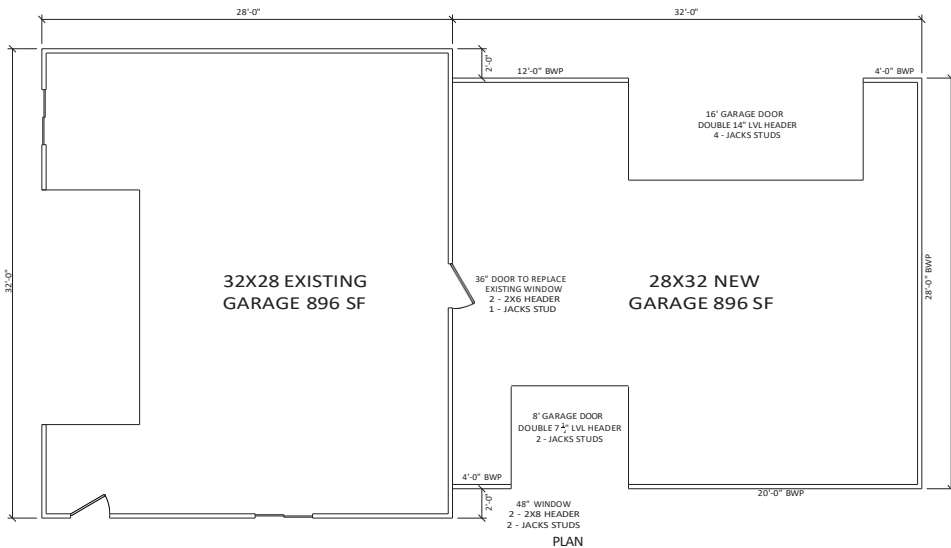 28'-0"
32'-0"
2'-0"
12'-0" BWP
4'-0" BWP
16' GARAGE DOOR
DOUBLE 14" LVL HEADER
4 - JACKS STUDS
32'-0"
32X28 EXISTING
GARAGE 896 SF
36" DOOR TO REPLACE
EXISTING WINDOW
2 - 2X6 HEADER
1 - JACKS STUD
28X32 NEW
GARAGE 896 SF
28'-0" BWP
8' GARAGE DOOR
DOUBLE 7 1/4" LVL HEADER
2 - JACKS STUDS
4'-0" BWP
20'-0" BWP
2'-0"
48" WINDOW
2 - 2X8 HEADER
2 - JACKS STUDS
PLAN